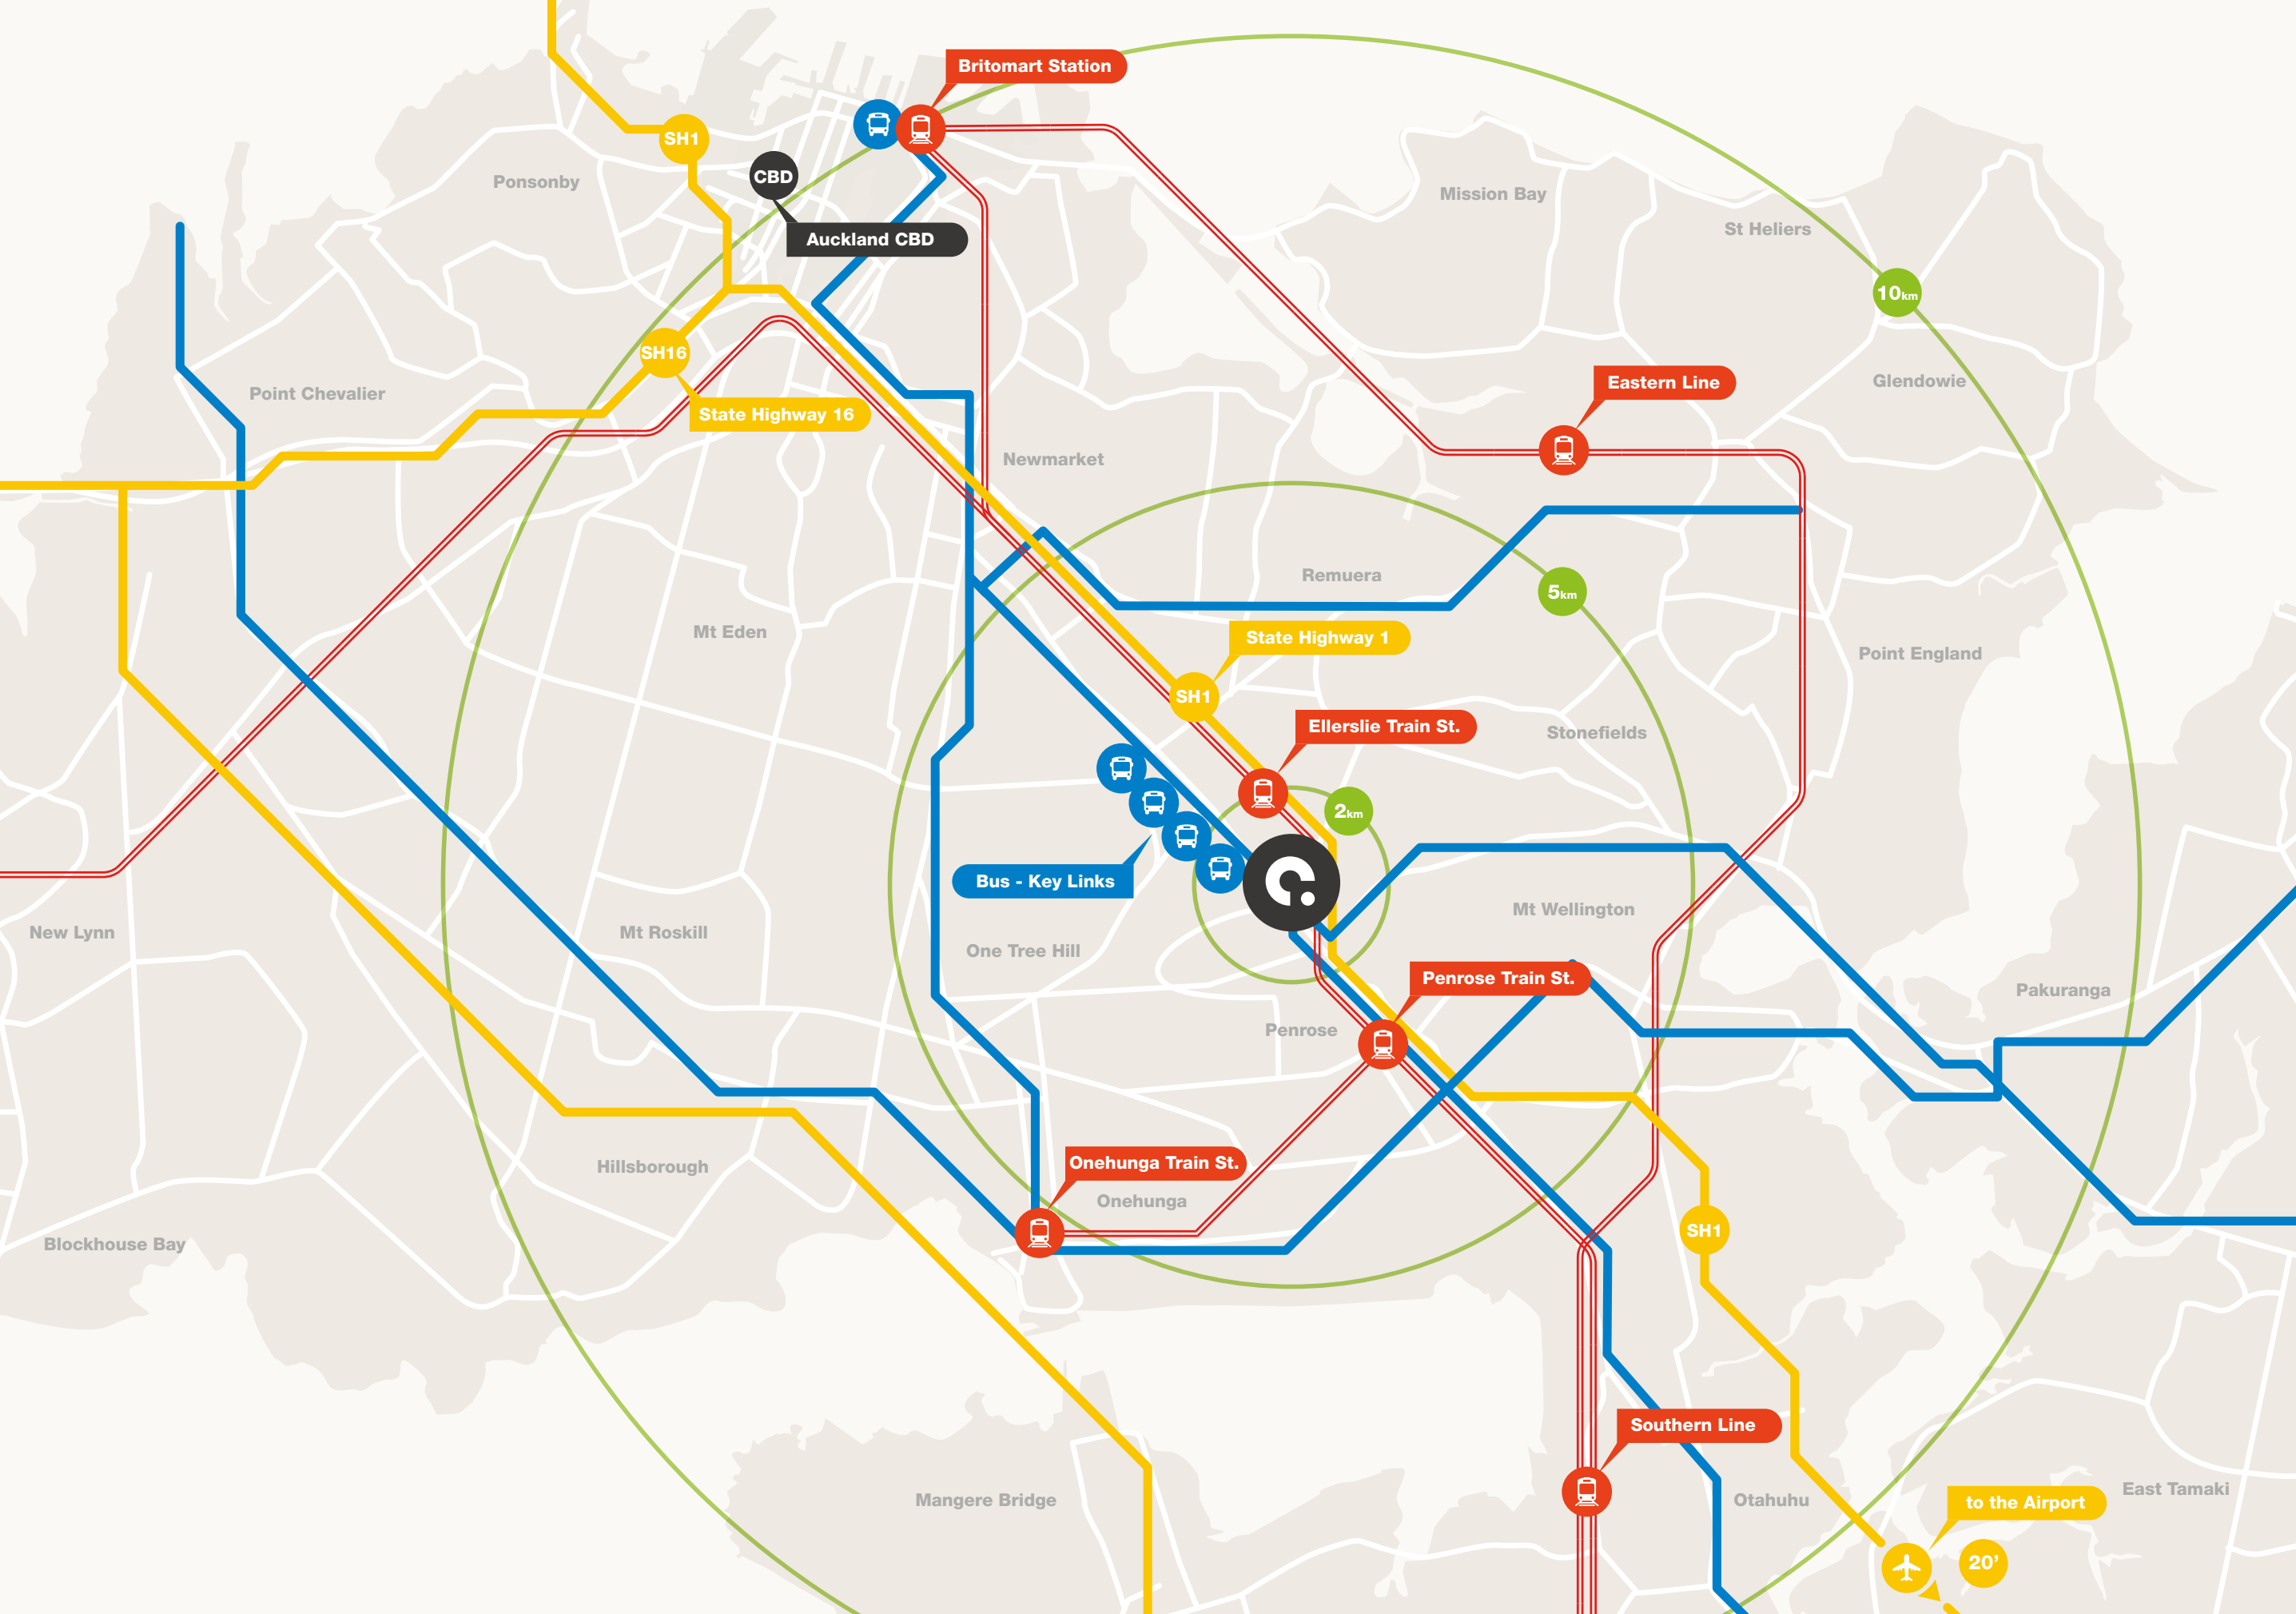 Britomart Station
SH1
CBD
Ponsonby
Mission Bay
St Heliers
Auckland CBD
10km
SH16
Eastern Line
Glendowie
Point Chevalier
State Highway 16
Newmarket
Remuera
5km
Mt Eden
State Highway 1
Point England
SH1
Ellerslie Train St.
Stonefields
2km
Bus - Key Links
Mt Wellington
New Lynn
Mt Roskill
One Tree Hill
Penrose Train St.
Pakuranga
Penrose
Onehunga Train St.
Hillsborough
Onehunga
SH1
Blockhouse Bay
Southern Line
Mangere Bridge
Otahuhu
East Tamaki
to the Airport
20'